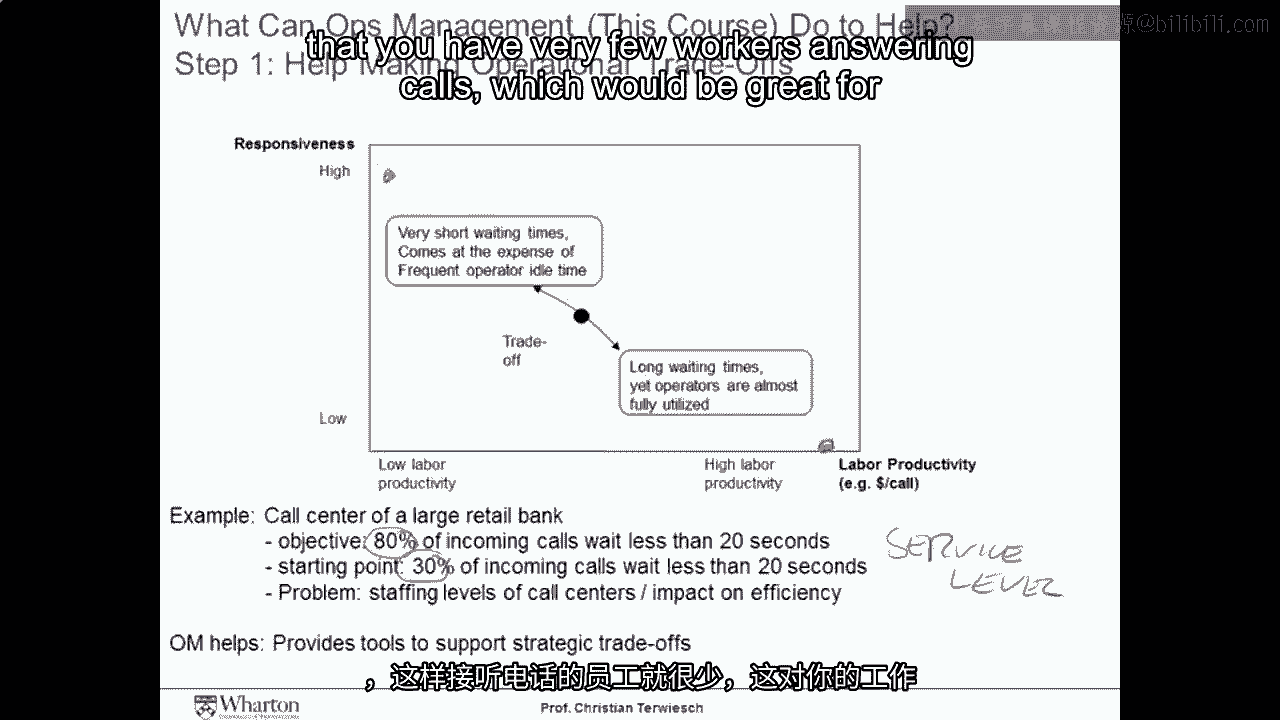 What Can Ops Management (This Course) Do to Help?
源@bilibili.com
that you have very few workers answering
Step 1: Help Making Operational Trade-Offs
calls, which would be great for
Responsiveness
High
Very short waiting times,
Comes at the expense of
Frequent operator idle time
Trade-
off
Long waiting times,
yet operators are almost
fully utilized
Low
Low labor
productivity
High labor
productivity
Labor Productivity
(e.g. $/call)
Example: Call center of a large retail bank
- objective: 80% of incoming calls wait less than 20 seconds
- starting point: 30% of incoming calls wait less than 20 seconds
- Problem: staffing levels of call centers / impact on efficiency
SERVICE
LEVEL
OM helps: Provides tools to support strategic trade-offs
，这样接听电话的员工就很少，这对你的工作
Wharton
Prof. Christian Terwiesch